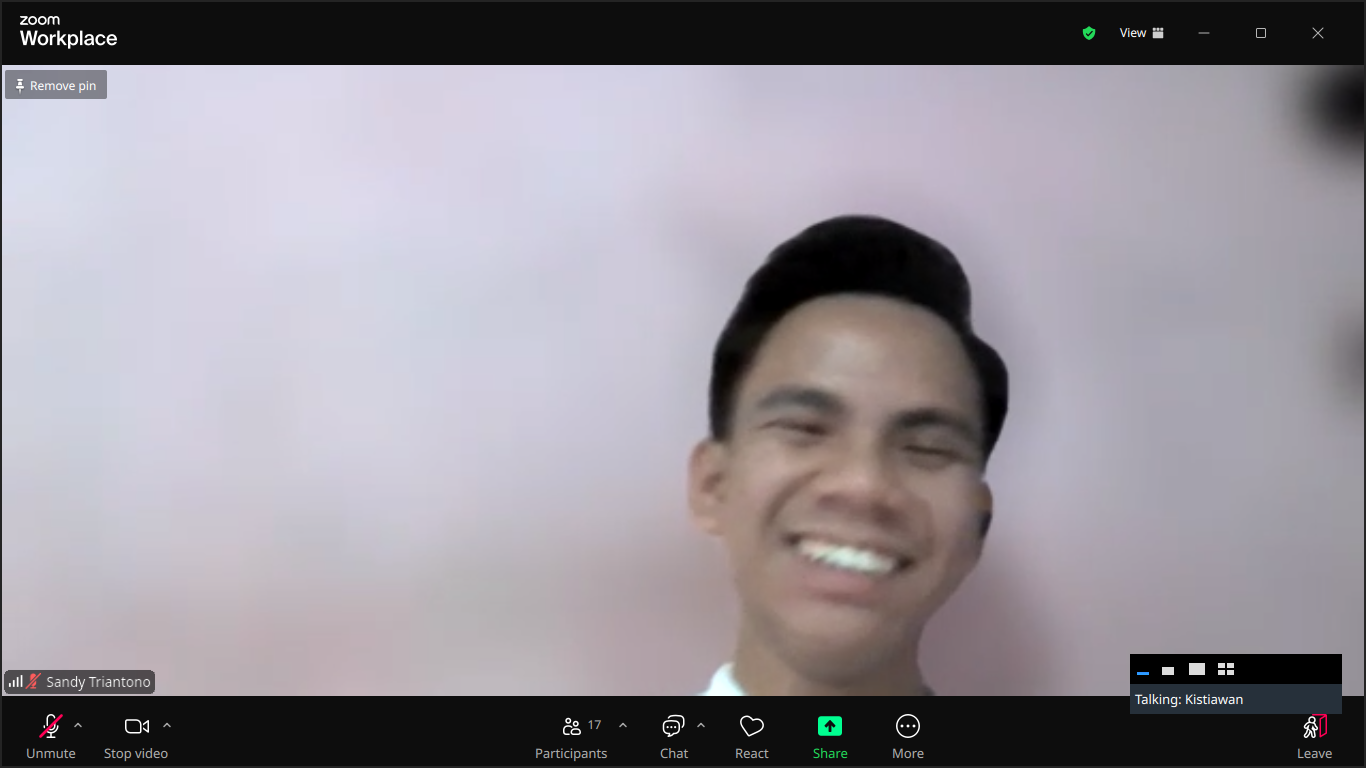 zoom
Workplace
View
Remove pin
Sandy Triantono
Talking: Kistiawan
17
Unmute
Stop video
Participants
Chat
React
Share
More
Leave